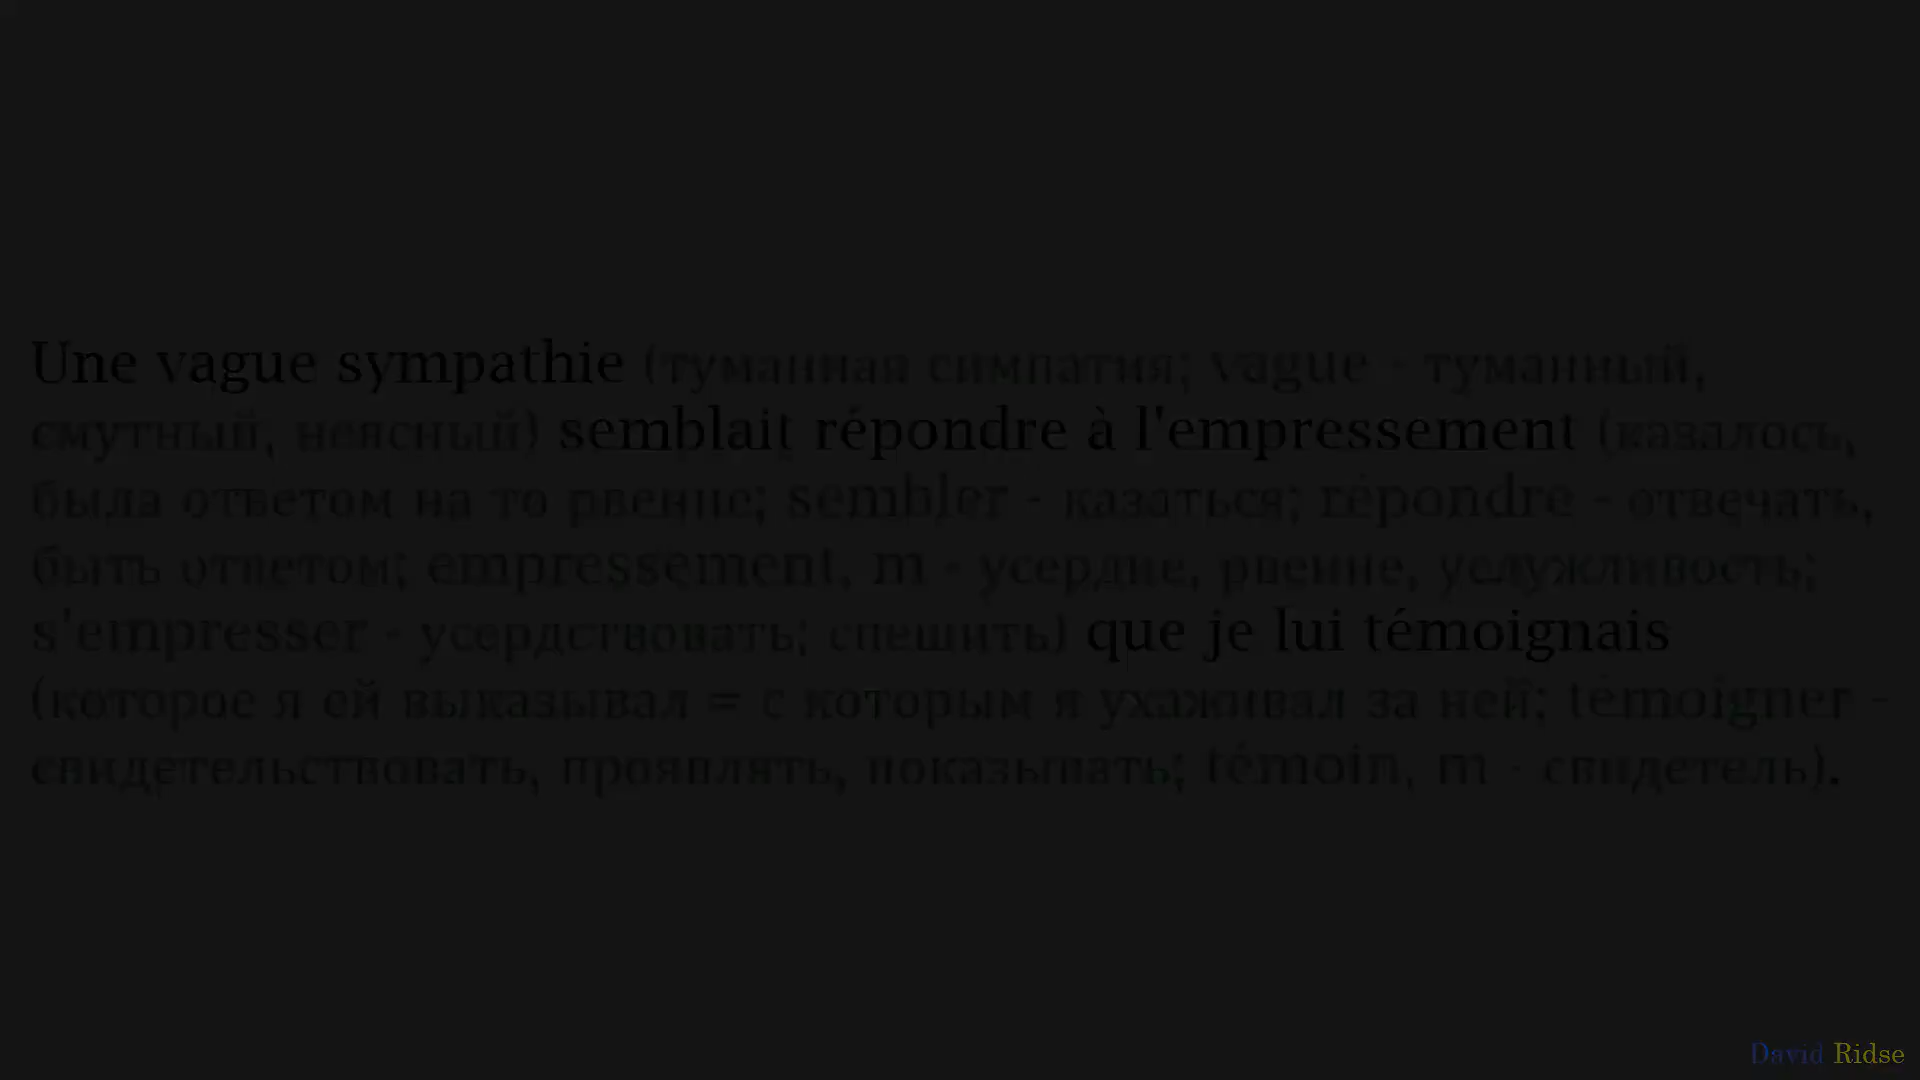 Une vague sympathie (туманная симпатия; vague - туманный,
смутный, неясный) semblait répondre à l'empressement (казалось,
была ответом на то рвение; sembler - казаться; répondre - отвечать,
быть ответом; empressement, m - усердие, рвение, услужливость;
s'empresser - усердствовать; спешить) que je lui témoignais
(которое я ей выказывал = с которым я ухаживал за ней; témoigner -
свидетельствовать, проявлять, показывать; témoin, m - свидетель).
David Ridse